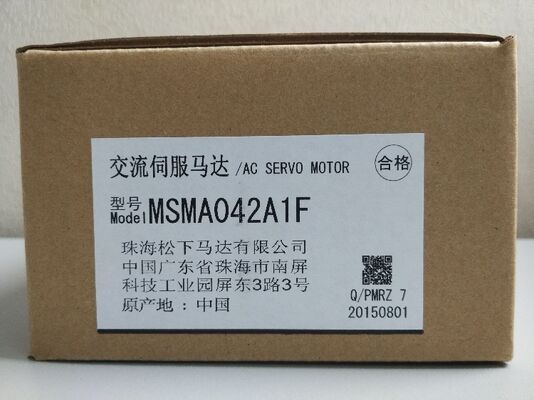 交流伺服马达 /AC SERVO MOTOR
合格
型号
Model MSMA042A1F
珠海松下马达有限公司
中国广东省珠海市南屏
科技工业园屏东3路3号
原产地：中国
Q/PMRZ 7
20150801